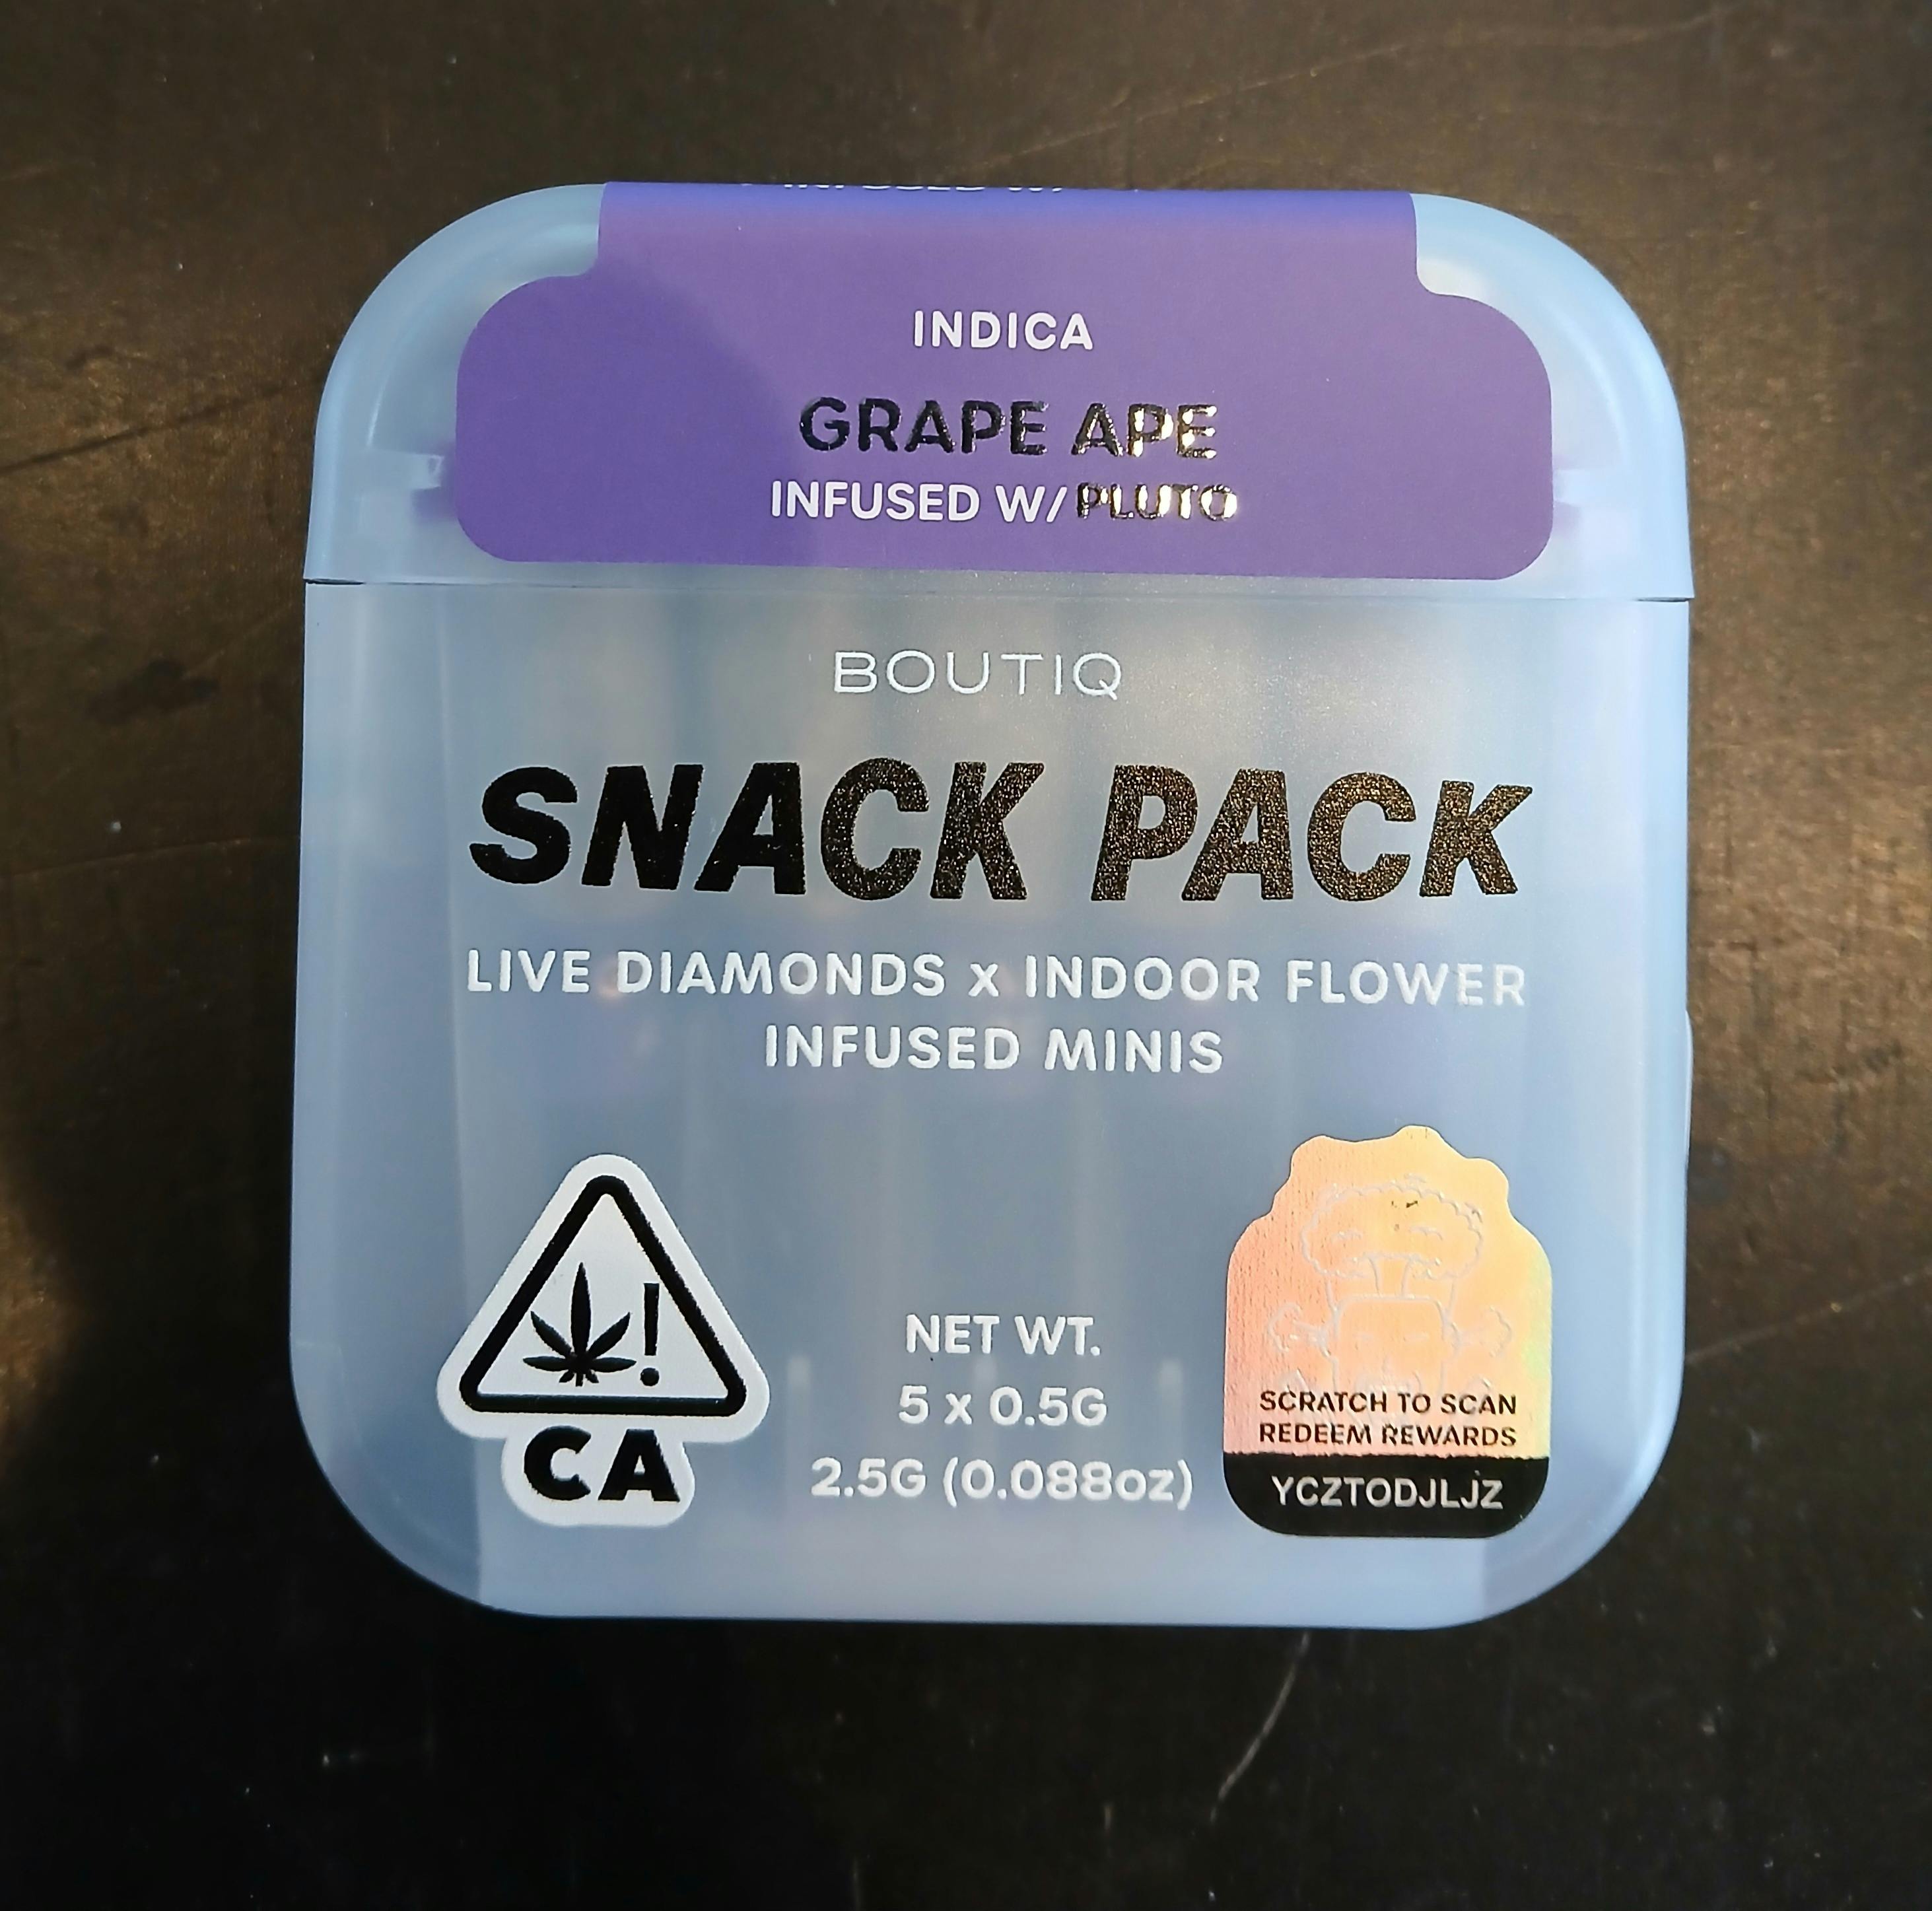 INDICA
GRAPE APE
INFUSED W/ PLUTO
BOUTIQ
SNACK PACK
LIVE DIAMONDS x INDOOR FLOWER
INFUSED MINIS
CA
NET WT.
5 x 0.5G
2.5G (0.088oz)
SCRATCH TO SCAN
REDEEM REWARDS
YCZTODJLJZ